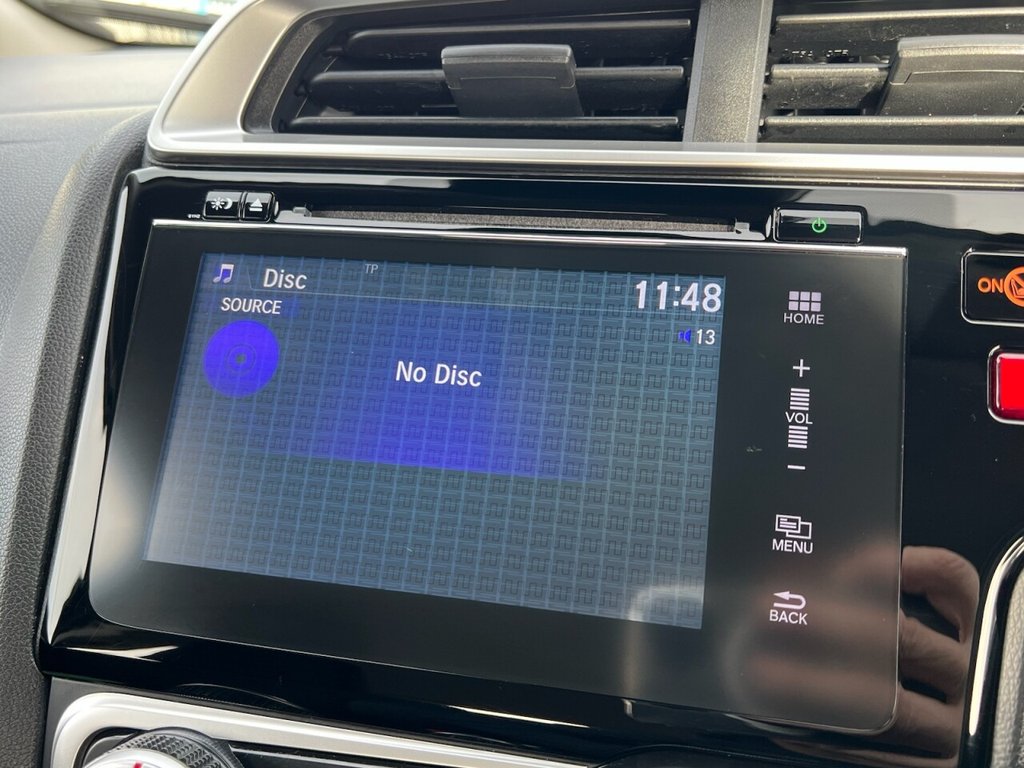 Disc
TP
11:48
SOURCE
13
No Disc
HOME
+
VOL
−
MENU
BACK
ON